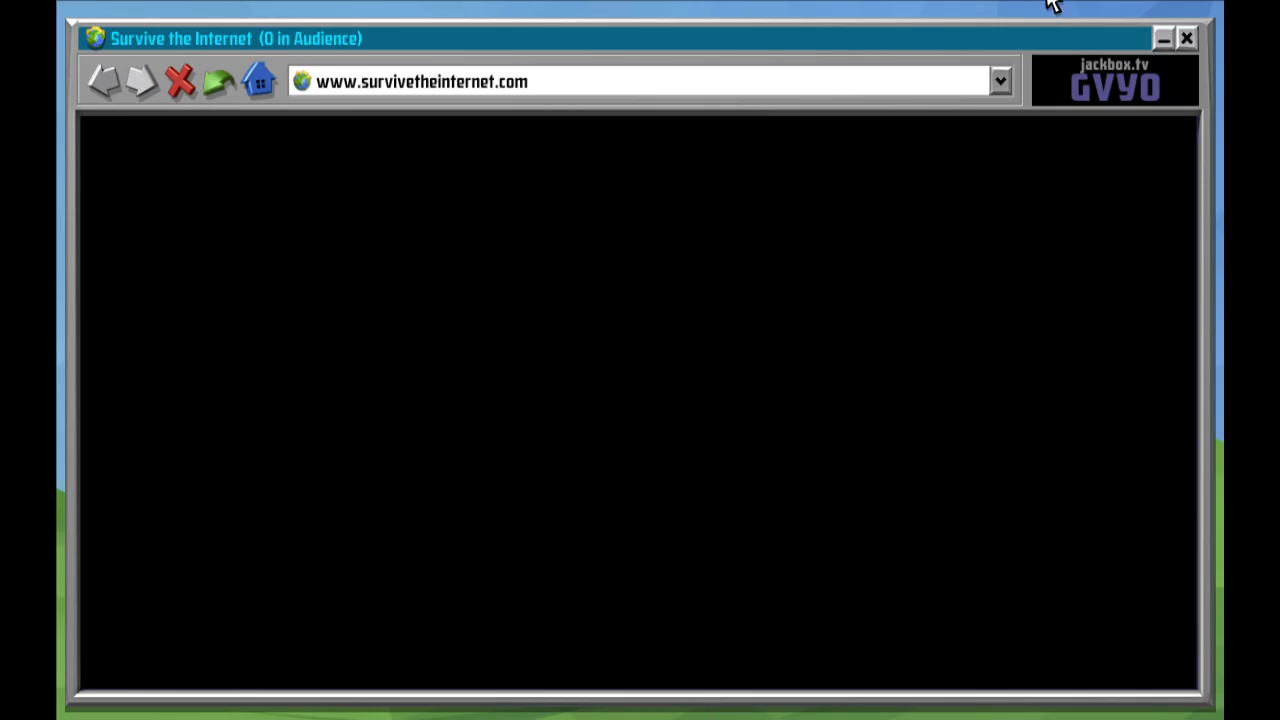 Survive the Internet (0 in Audience)
www.survivetheinternet.com
jackbox.tv
GVYO